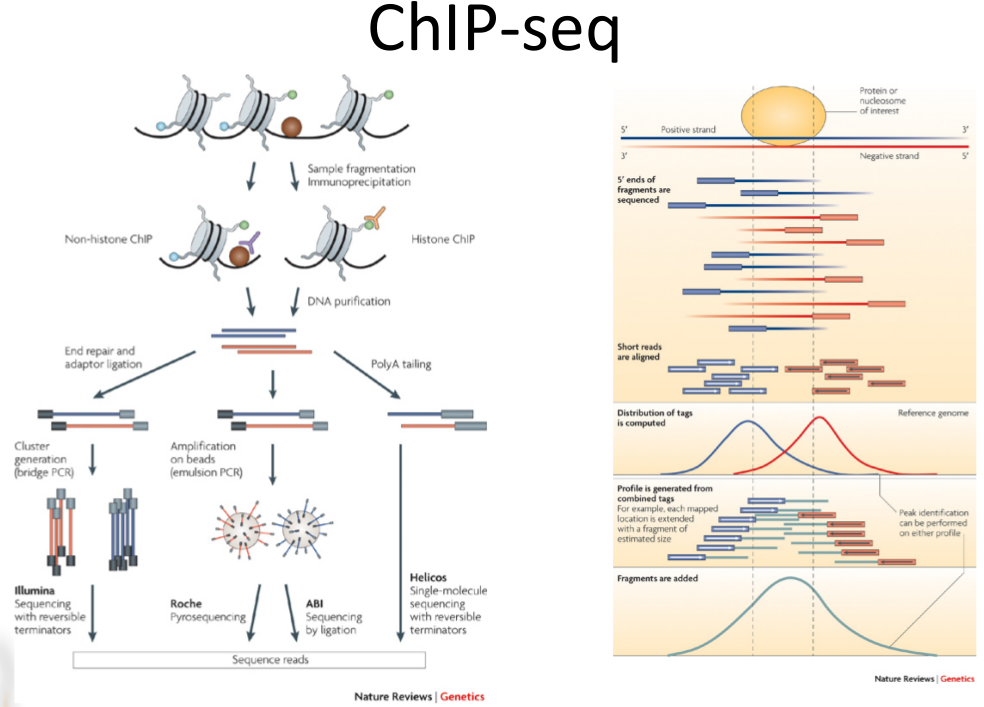 ChIP-seq
Sample fragmentation
Immunoprecipitation
Non-histone ChIP
Histone ChIP
DNA purification
End repair and
adaptor ligation
PolyA tailing
Cluster
generation
(bridge PCR)
Amplification
on beads
(emulsion PCR)
Illumina
Sequencing
with reversible
terminators
Roche
Pyrosequencing
ABI
Sequencing
by ligation
Helicos
Single-molecule
sequencing
with reversible
terminators
Sequence reads
Nature Reviews | Genetics
Protein or
nucleosome
of interest
5′ Positive strand 3′
3′ Negative strand 5′
5′ ends of
fragments are
sequenced
Short reads
are aligned
Distribution of tags
is computed
Reference genome
Profile is generated from
combined tags
For example, each mapped
location is extended
with a fragment of
estimated size
Peak identification
can be performed
on either profile
Fragments are added
Nature Reviews | Genetics